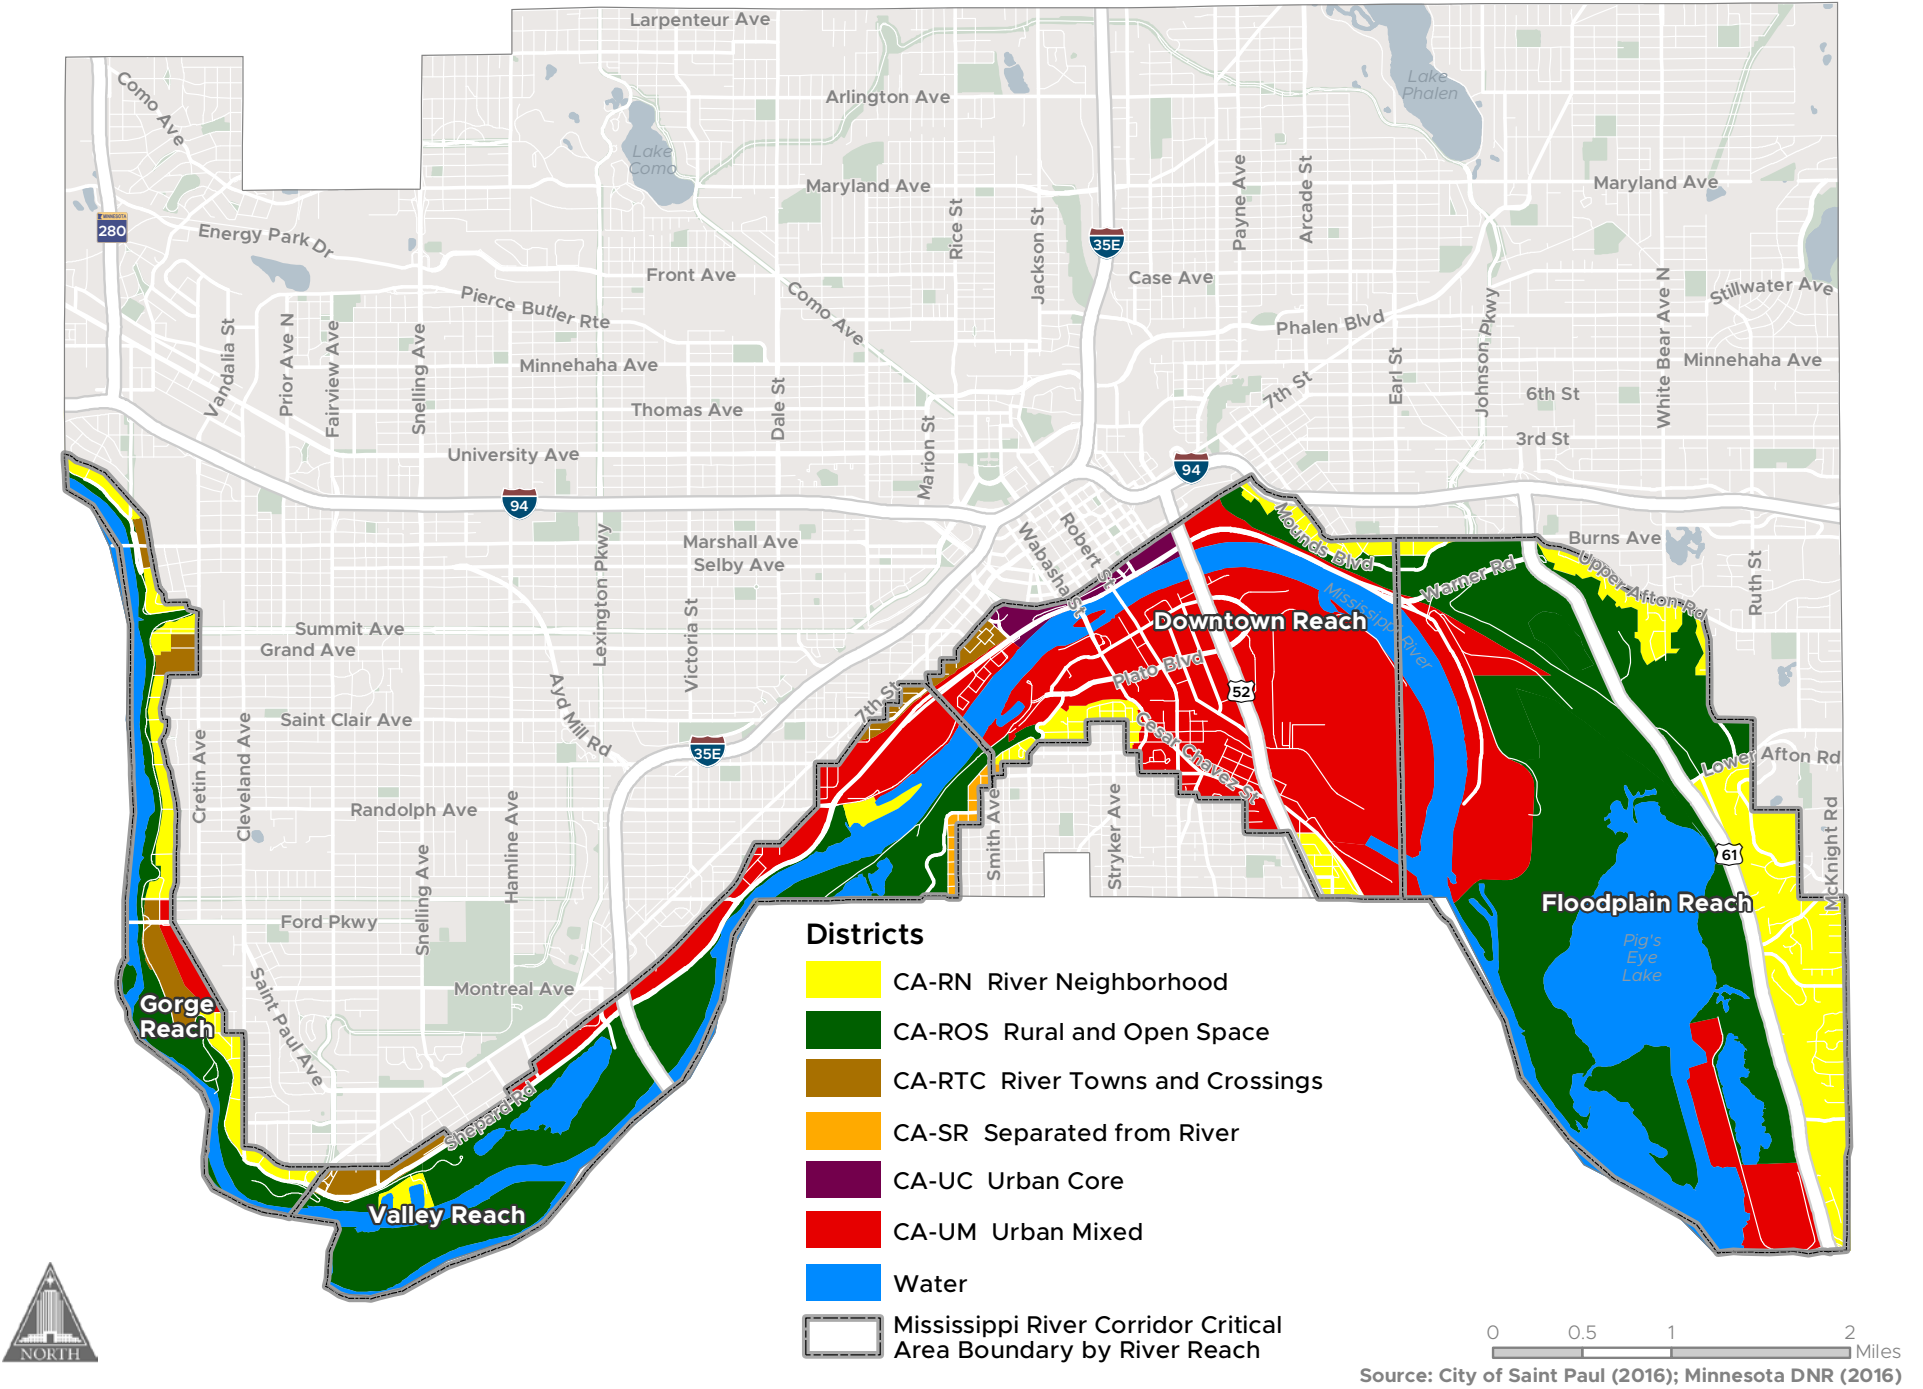 Larpenteur Ave
Como Ave
Lake
Phalen
Arlington Ave
Lake
Como
Maryland Ave
Maryland Ave
MINNESOTA
280
Energy Park Dr
Rice St
Jackson St
35E
Payne Ave
Arcade St
Front Ave
Case Ave
Pierce Butler Rte
Como Ave
Stillwater Ave
Vandalia St
Prior Ave N
Fairview Ave
Snelling Ave
Phalen Blvd
Johnson Pkwy
White Bear Ave N
Minnehaha Ave
Minnehaha Ave
Dale St
Thomas Ave
7th St
Earl St
6th St
Marion St
University Ave
3rd St
94
94
Lexington Pkwy
Marshall Ave
Selby Ave
Robert St
Wabasha St
Mounds Blvd
Burns Ave
Warner Rd
Upper Afton Rd
Ruth St
Mississippi River
Downtown Reach
Summit Ave
Grand Ave
Victoria St
Plato Blvd
52
Ayd Mill Rd
7th St
Saint Clair Ave
Cretin Ave
Cleveland Ave
35E
Cesar Chavez St
Lower Afton Rd
Randolph Ave
Hamline Ave
Smith Ave
Stryker Ave
McKnight Rd
61
Snelling Ave
Ford Pkwy
Floodplain Reach
Pig's
Eye
Lake
Saint Paul Ave
Montreal Ave
Gorge
Reach
Shepard Rd
Valley Reach
Districts
CA-RN River Neighborhood
CA-ROS Rural and Open Space
CA-RTC River Towns and Crossings
CA-SR Separated from River
CA-UC Urban Core
CA-UM Urban Mixed
Water
Mississippi River Corridor Critical
Area Boundary by River Reach
NORTH
0 0.5 1 2
Miles
Source: City of Saint Paul (2016); Minnesota DNR (2016)